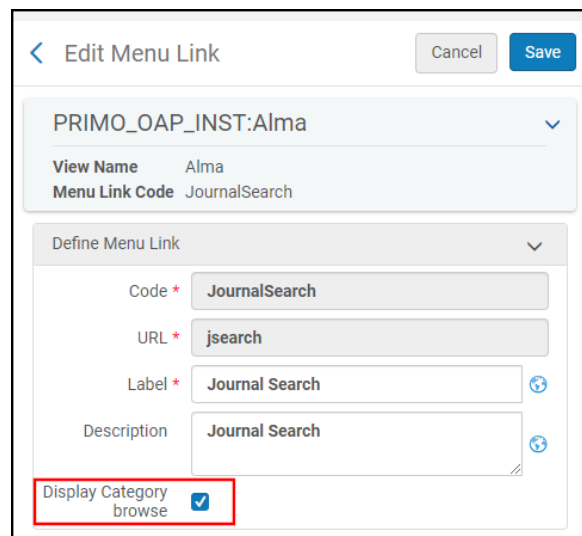 Edit Menu Link
Cancel
Save
PRIMO_OAP_INST:Alma
View Name Alma
Menu Link Code JournalSearch
Define Menu Link
Code * JournalSearch
URL * jsearch
Label * Journal Search
Description Journal Search
Display Category
browse